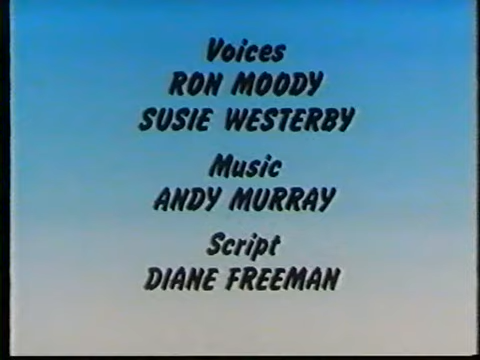 Voices
RON MOODY
SUSIE WESTERBY
Music
ANDY MURRAY
Script
DIANE FREEMAN